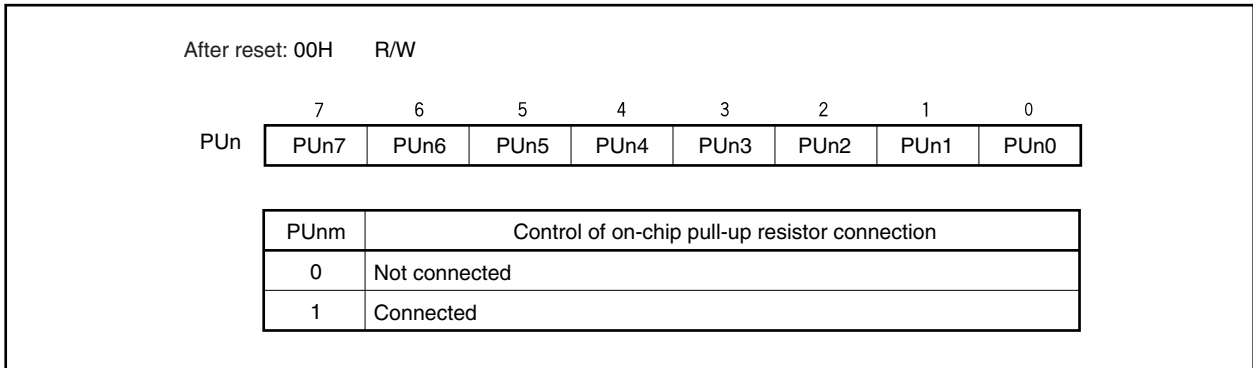 After reset: 00H R/W
7 6 5 4 3 2 1 0
PUn PUn7 PUn6 PUn5 PUn4 PUn3 PUn2 PUn1 PUn0
PUnm Control of on-chip pull-up resistor connection
0 Not connected
1 Connected